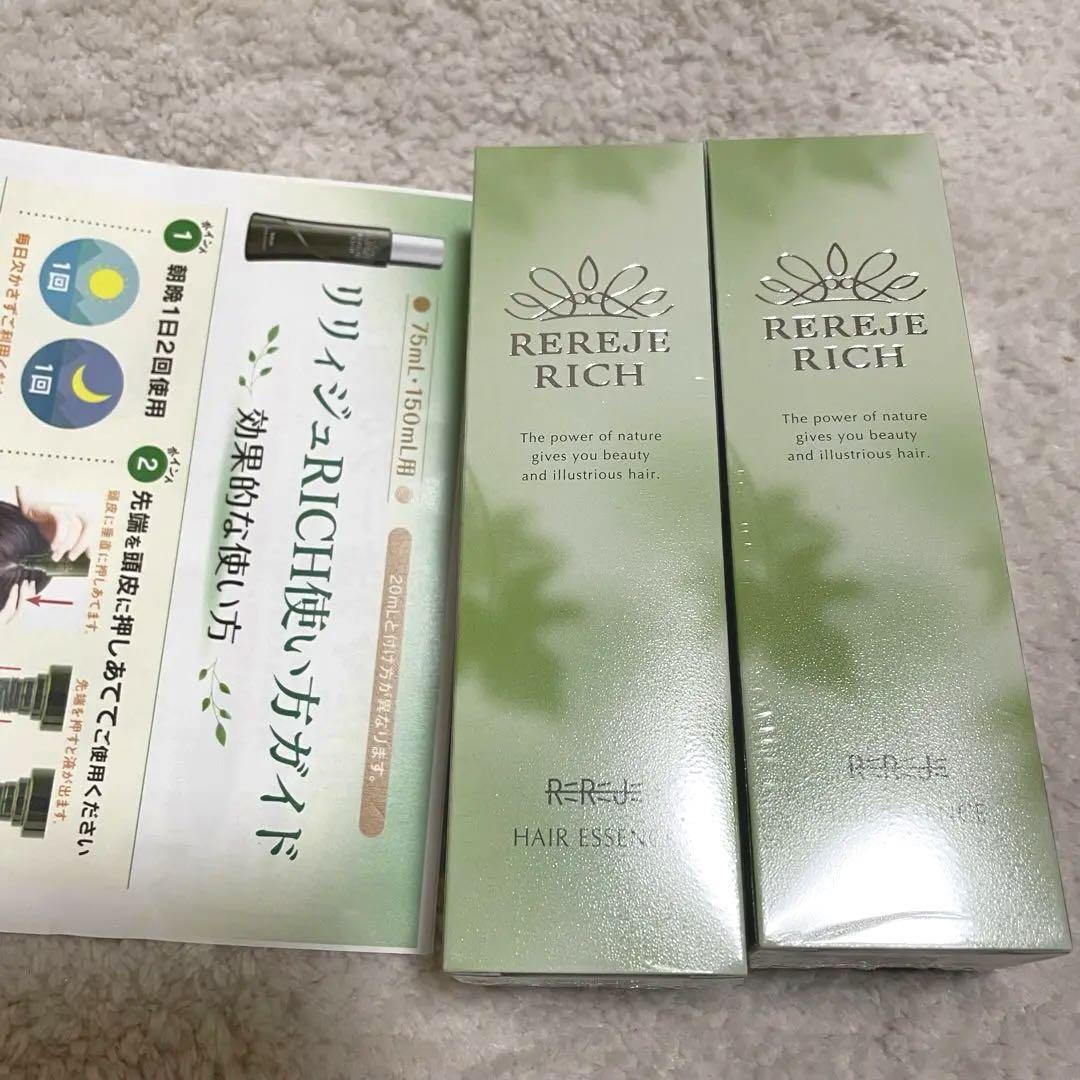 75mL・150mL用
20mLと付け方が異なります。
リリィジュRICH使い方ガイド
効果的な使い方
ポイント
1
朝晩1日2回使用
1回
1回
毎日欠かさずご利用くだ
ポイント
2
先端を頭皮に押しあててご使用ください
頭皮に垂直に押しあてます。
先端を押すと液が出ます。
REREJE
RICH
The power of nature
gives you beauty
and illustrious hair.
REREJE
HAIR ESSENC
REREJE
RICH
The power of nature
gives you beauty
and illustrious hair.
REREJE